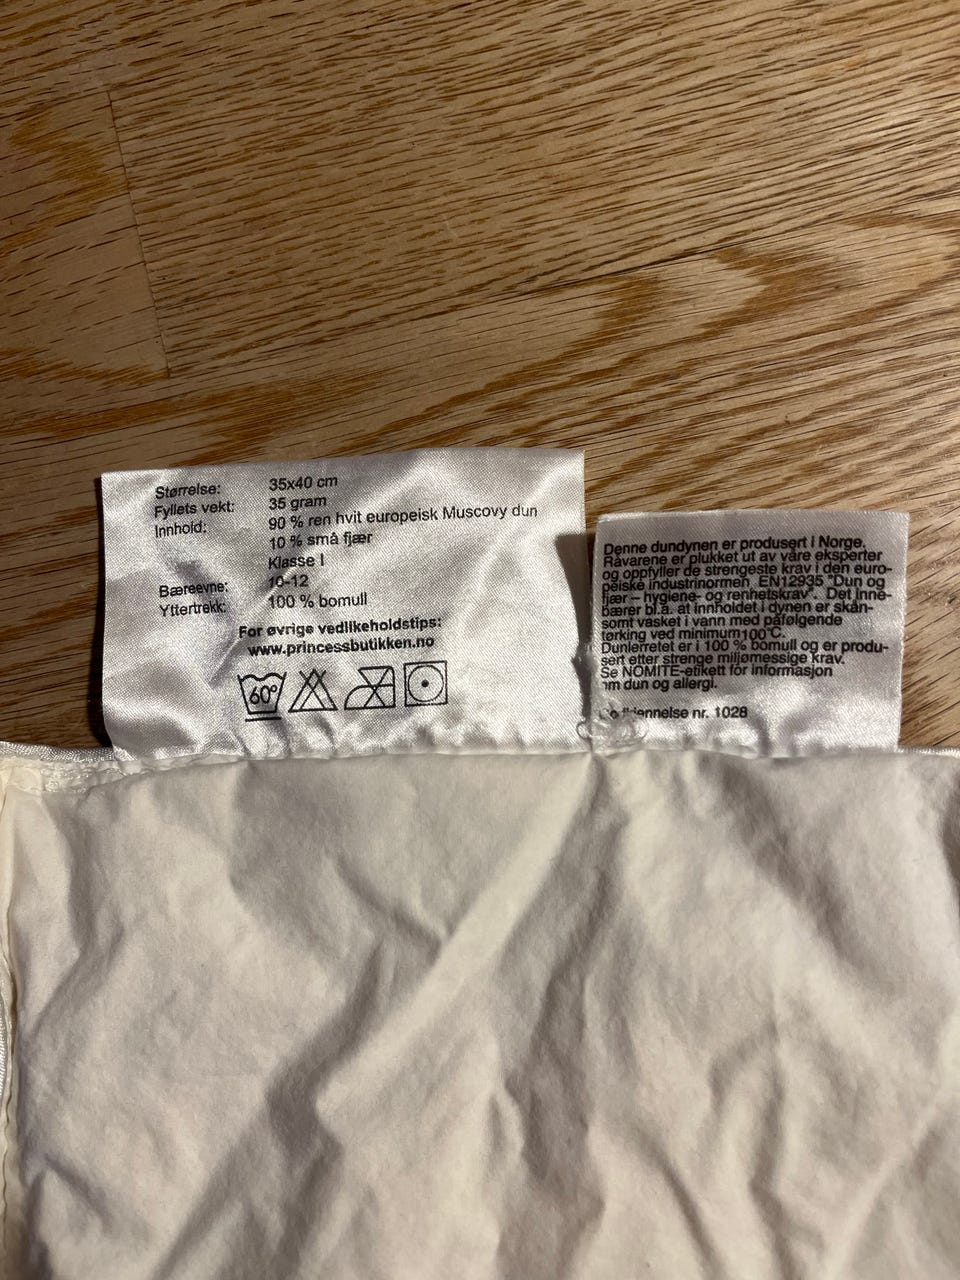 Størrelse: 35x40 cm
Fyllets vekt: 35 gram
Innhold: 90 % ren hvit europeisk Muscovy dun
10 % små fjær
Klasse I
Bæreevne: 10-12
Yttertrekk: 100 % bomull
For øvrige vedlikeholdstips:
www.princessbutikken.no
60°
Denne dundynen er produsert i Norge.
Råvarene er plukket ut av våre eksperter
og oppfyller de strengeste krav i den euro-
peiske industrinormen EN12935 "Dun og
fjær – hygiene- og renhetskrav". Det inne-
bærer bl.a. at innholdet i dynen er skån-
somt vasket i vann med påfølgende
tørking ved minimum100°C.
Dunlerretet er i 100 % bomull og er produ-
sert etter strenge miljømessige krav.
Se NOMITE-etikett for informasjon
om dun og allergi.
nr. 1028